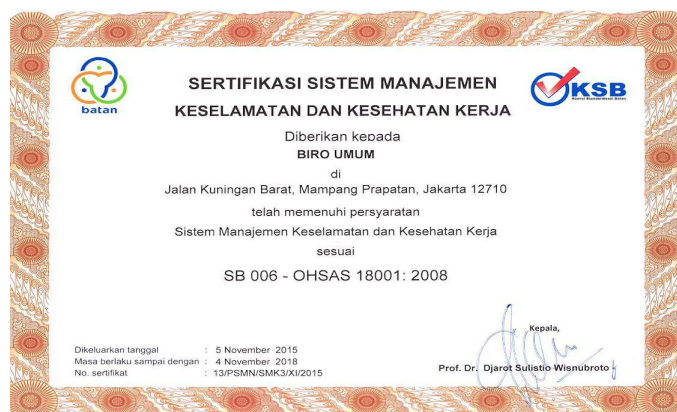 batan
SERTIFIKASI SISTEM MANAJEMEN
KESELAMATAN DAN KESEHATAN KERJA
KSB
Komisi Standardisasi Batan
Diberikan kepada
BIRO UMUM
di
Jalan Kuningan Barat, Mampang Prapatan, Jakarta 12710
telah memenuhi persyaratan
Sistem Manajemen Keselamatan dan Kesehatan Kerja
sesuai
SB 006 - OHSAS 18001: 2008
Dikeluarkan tanggal : 5 November 2015
Masa berlaku sampai dengan : 4 November 2018
No. sertifikat : 13/PSMN/SMK3/XI/2015
Kepala,
Prof. Dr. Djarot Sulistio Wisnubroto